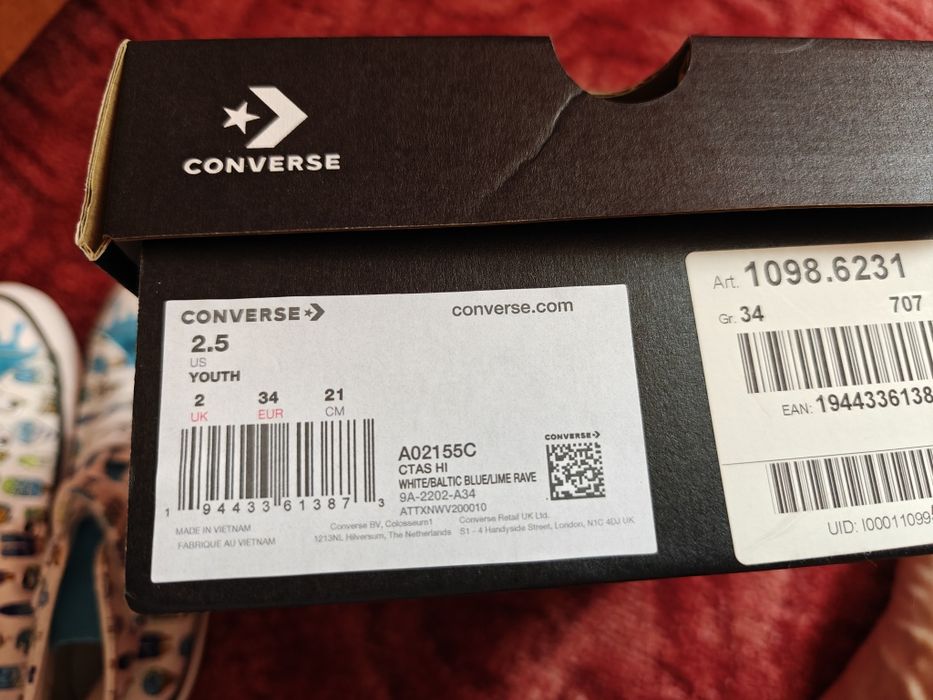 CONVERSE
CONVERSE
converse.com
2.5
US
YOUTH
2 34 21
UK EUR CM
1 94433 61387 3
A02155C
CTAS HI
WHITE/BALTIC BLUE/LIME RAVE
9A-2202-A34
ATTXNWV200010
CONVERSE
MADE IN VIETNAM
FABRIQUE AU VIETNAM
Converse BV, Colosseum1
1213NL Hilversum, The Netherlands
Converse Retail UK Ltd.
S1 - 4 Handyside Street, London, N1C 4DJ UK
Art. 1098.6231
Gr. 34 707
EAN: 1944336138
UID: I000110995